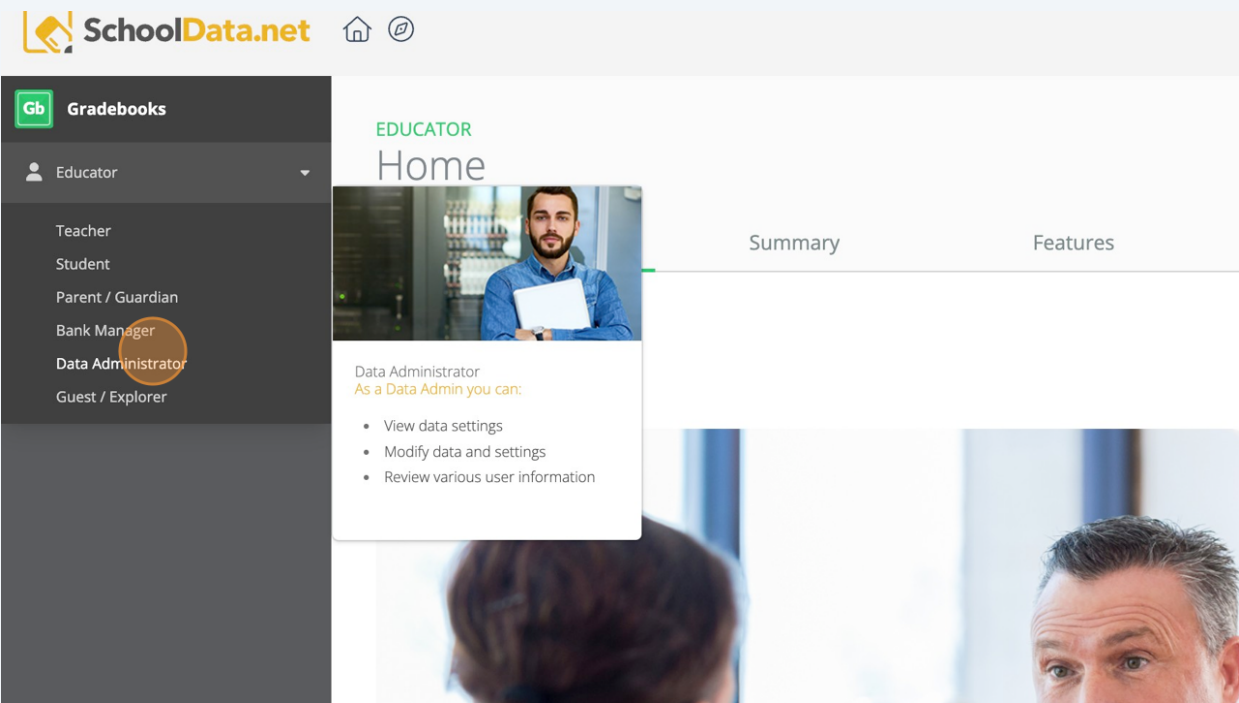 SchoolData.net
Gb Gradebooks
Educator
Teacher
Student
Parent / Guardian
Bank Manager
Data Administrator
Guest / Explorer
EDUCATOR
Home
Summary
Features
Data Administrator
As a Data Admin you can:
• View data settings
• Modify data and settings
• Review various user information